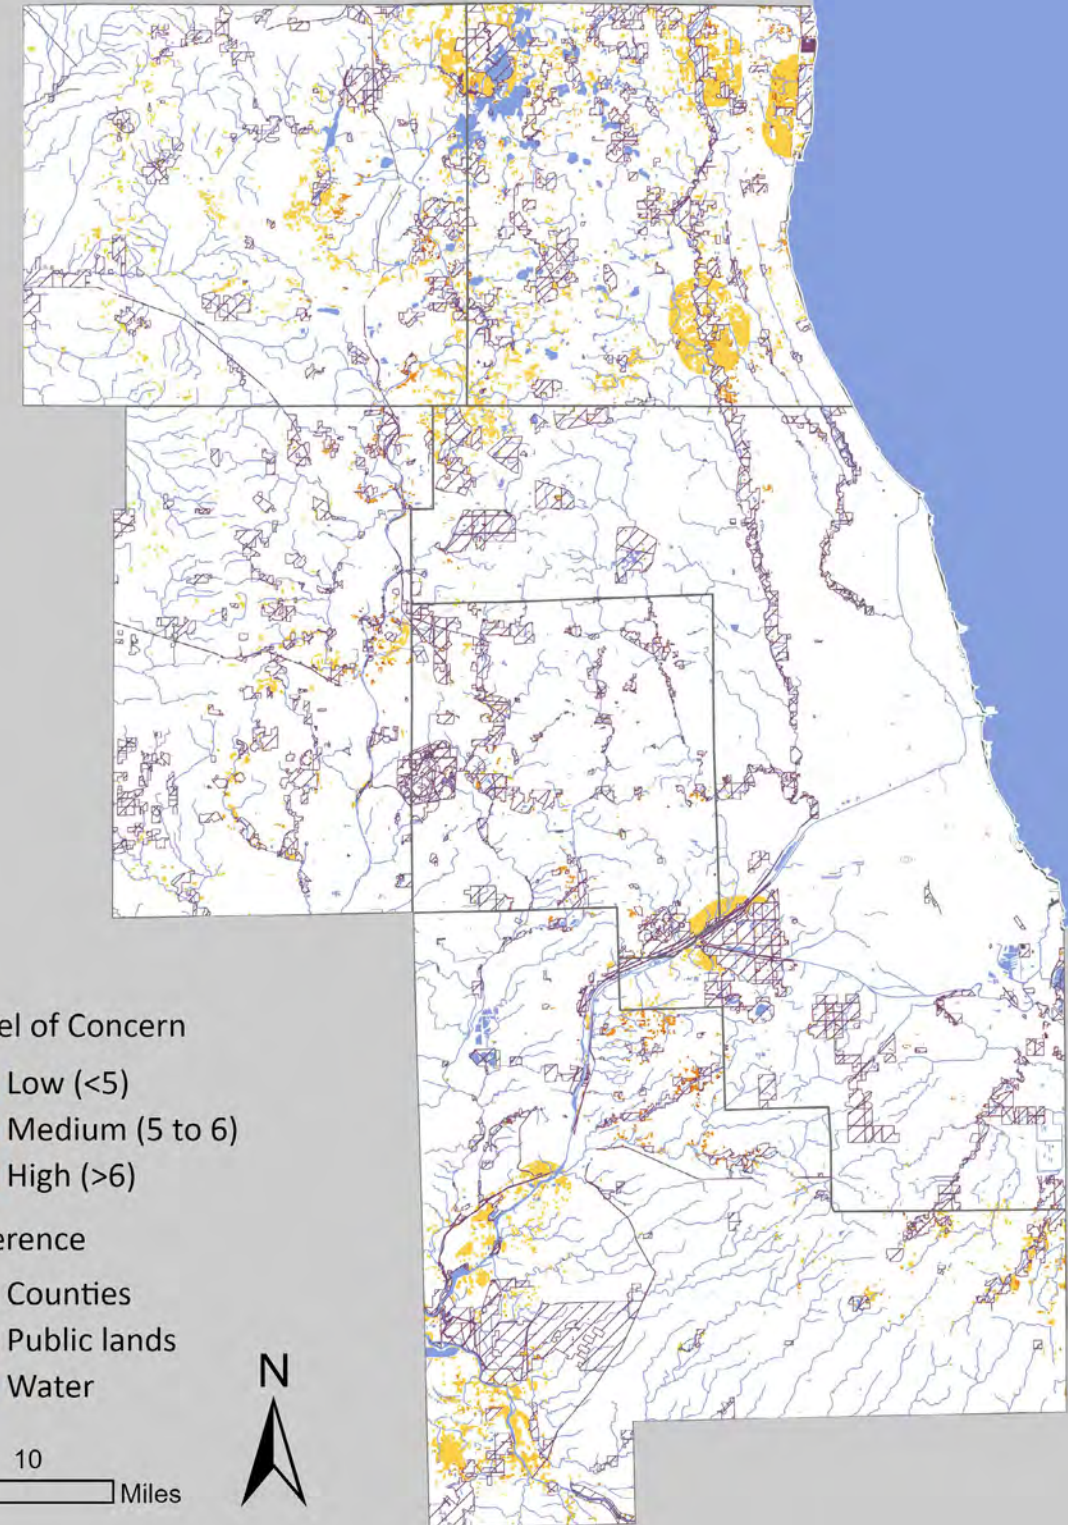 el of Concern
Low (<5)
Medium (5 to 6)
High (>6)
erence
Counties
Public lands
Water
N
10
Miles